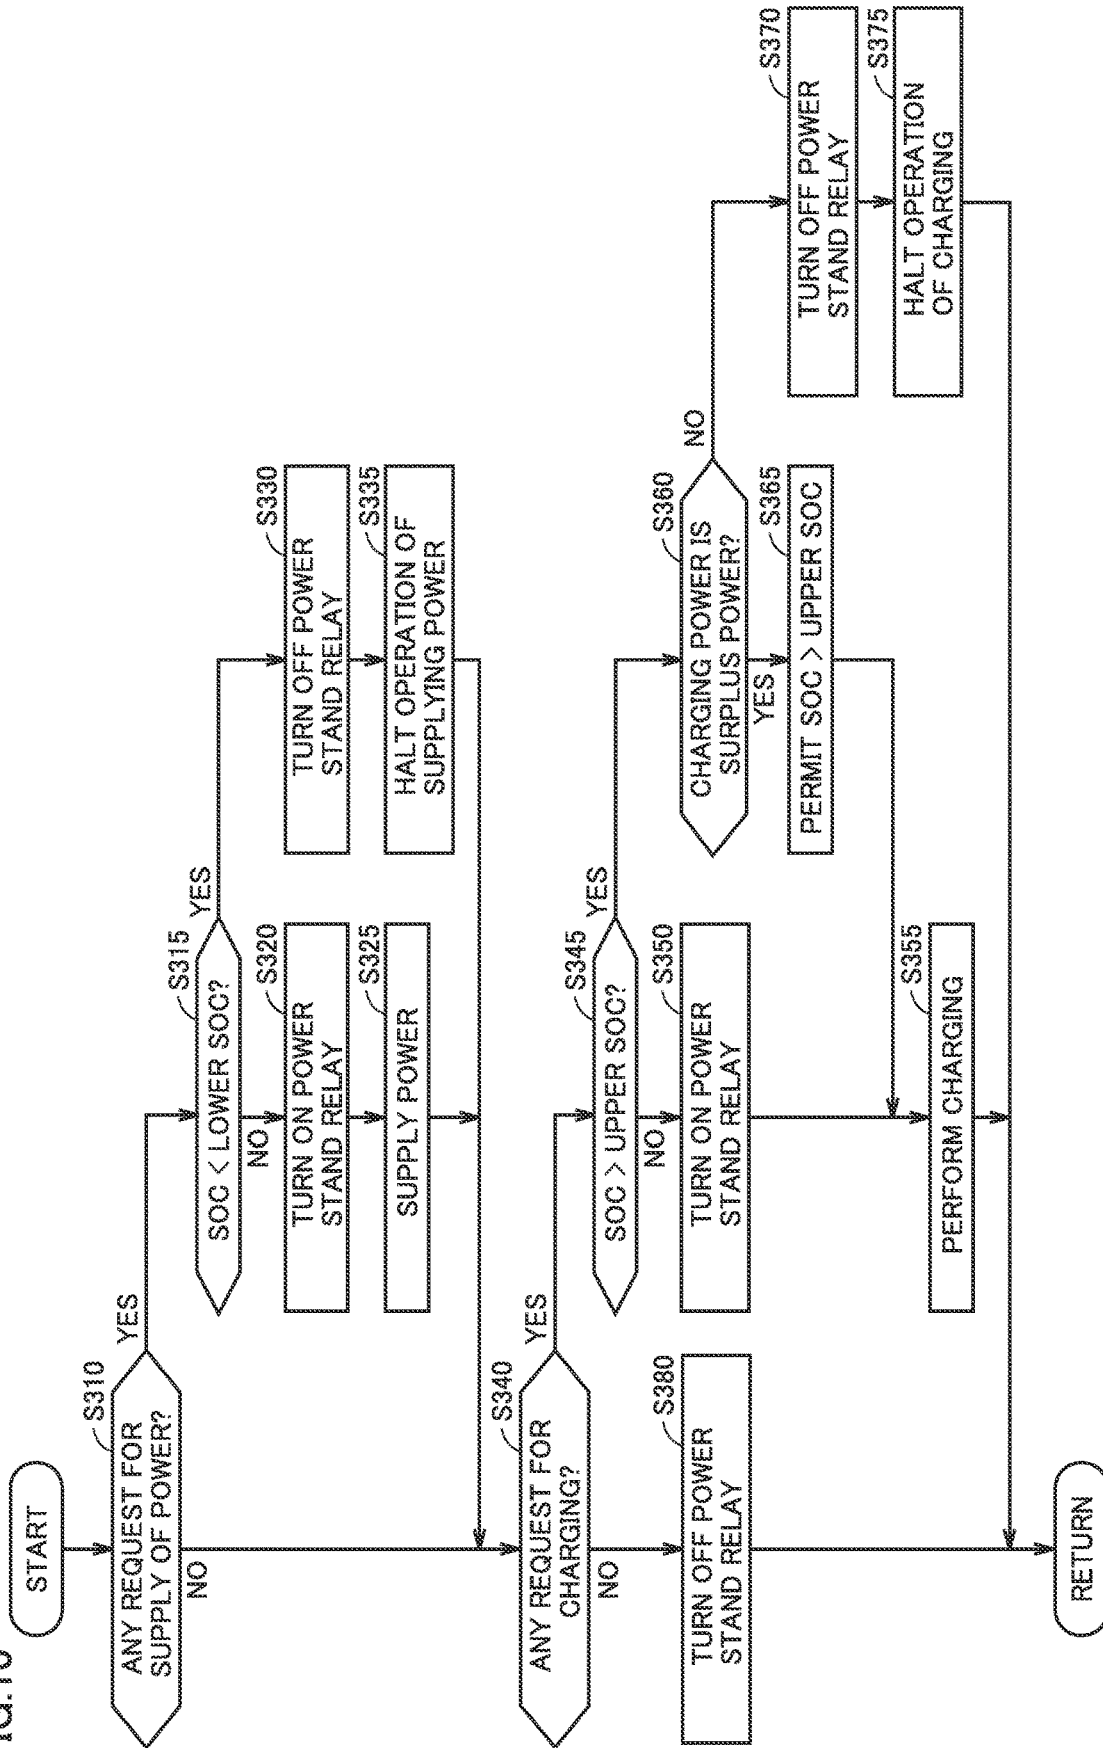 START
S310
ANY REQUEST FOR
SUPPLY OF POWER?
YES
NO
S315
SOC < LOWER SOC?
YES
NO
S320
TURN ON POWER
STAND RELAY
S325
SUPPLY POWER
S330
TURN OFF POWER
STAND RELAY
S335
HALT OPERATION OF
SUPPLYING POWER
S340
ANY REQUEST FOR
CHARGING?
YES
NO
S345
SOC > UPPER SOC?
YES
NO
S350
TURN ON POWER
STAND RELAY
S355
PERFORM CHARGING
S360
CHARGING POWER IS
SURPLUS POWER?
NO
YES
S365
PERMIT SOC > UPPER SOC
S370
TURN OFF POWER
STAND RELAY
S375
HALT OPERATION
OF CHARGING
S380
TURN OFF POWER
STAND RELAY
RETURN